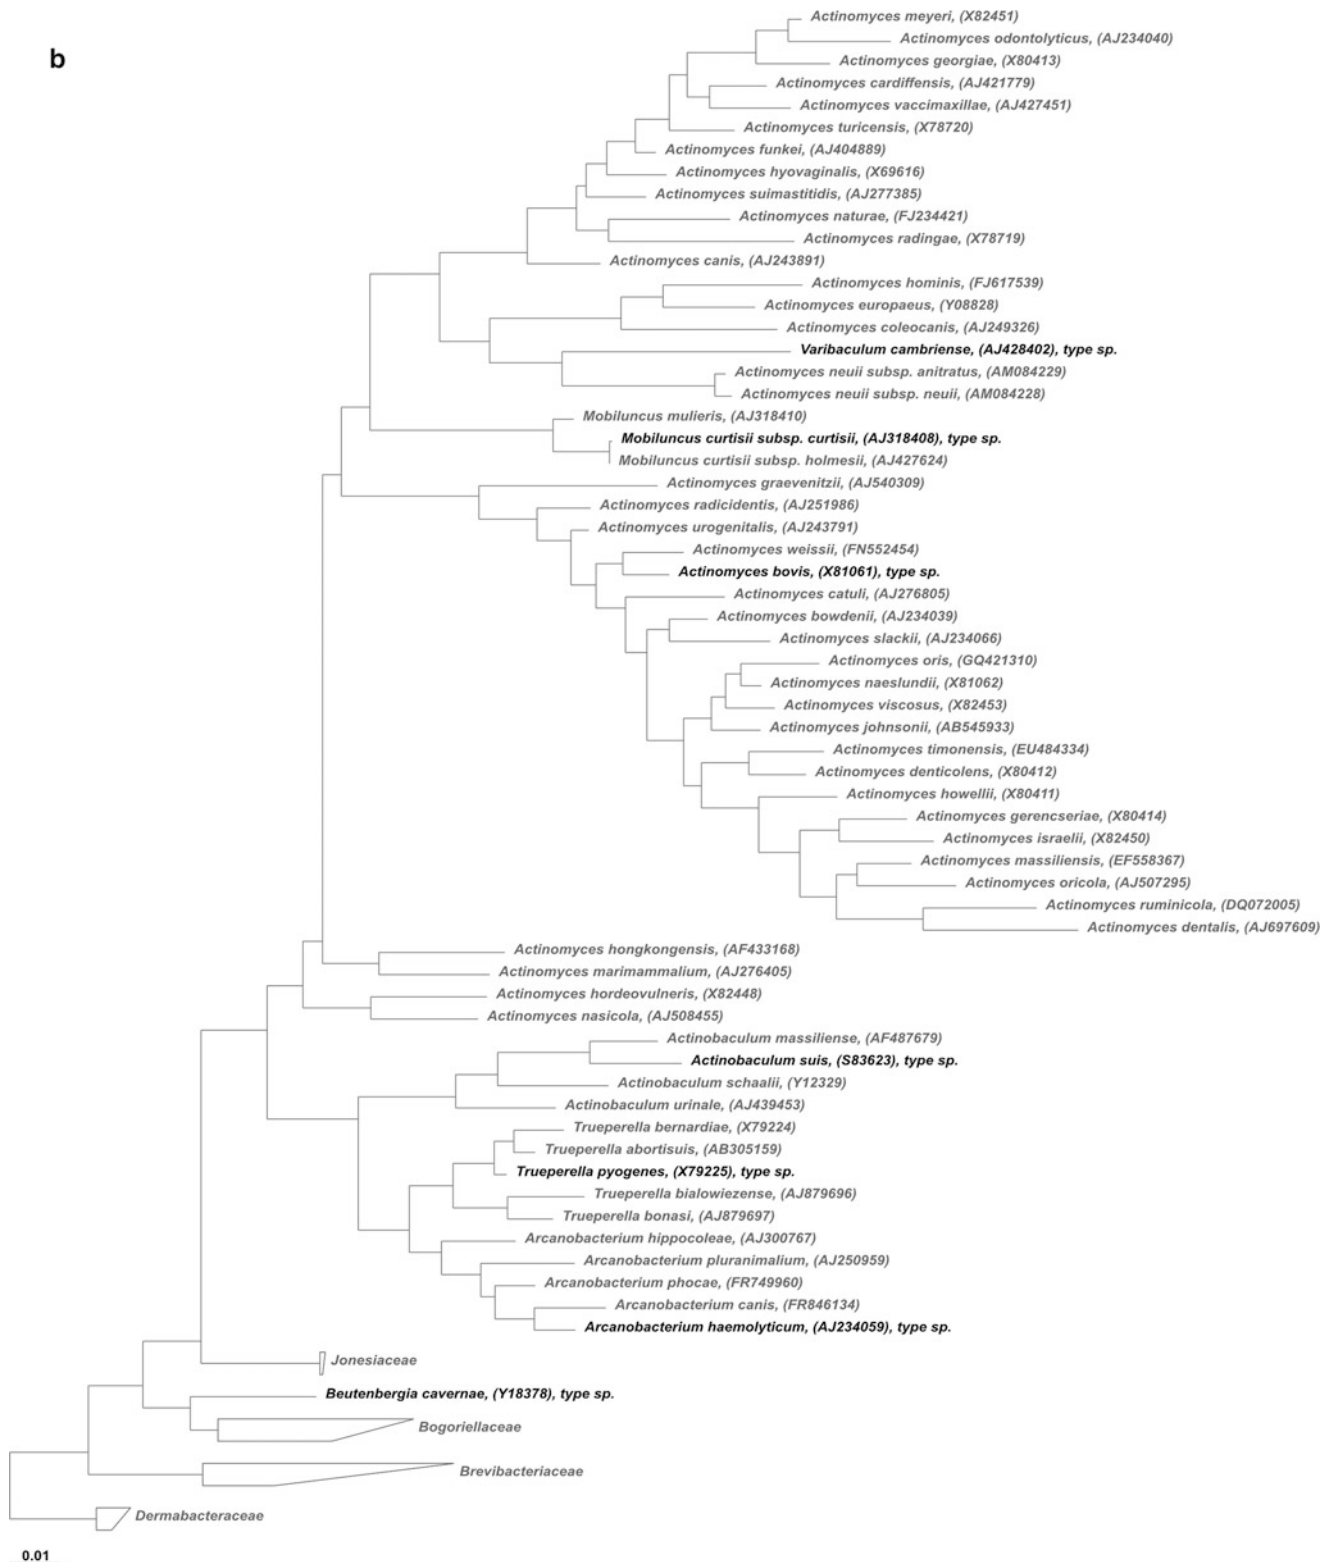 b
Actinomyces meyeri, (X82451)
Actinomyces odontolyticus, (AJ234040)
Actinomyces georgiae, (X80413)
Actinomyces cardiffensis, (AJ421779)
Actinomyces vaccimaxillae, (AJ427451)
Actinomyces turicensis, (X78720)
Actinomyces funkei, (AJ404889)
Actinomyces hyovaginalis, (X69616)
Actinomyces suimastitidis, (AJ277385)
Actinomyces naturae, (FJ234421)
Actinomyces radingae, (X78719)
Actinomyces canis, (AJ243891)
Actinomyces hominis, (FJ617539)
Actinomyces europaeus, (Y08828)
Actinomyces coleocanis, (AJ249326)
Varibaculum cambriense, (AJ428402), type sp.
Actinomyces neuii subsp. anitratus, (AM084229)
Actinomyces neuii subsp. neuii, (AM084228)
Mobiluncus mulieris, (AJ318410)
Mobiluncus curtisii subsp. curtisii, (AJ318408), type sp.
Mobiluncus curtisii subsp. holmesii, (AJ427624)
Actinomyces graevenitzii, (AJ540309)
Actinomyces radicidentis, (AJ251986)
Actinomyces urogenitalis, (AJ243791)
Actinomyces weissii, (FN552454)
Actinomyces bovis, (X81061), type sp.
Actinomyces catuli, (AJ276805)
Actinomyces bowdenii, (AJ234039)
Actinomyces slackii, (AJ234066)
Actinomyces oris, (GQ421310)
Actinomyces naeslundii, (X81062)
Actinomyces viscosus, (X82453)
Actinomyces johnsonii, (AB545933)
Actinomyces timonensis, (EU484334)
Actinomyces denticolens, (X80412)
Actinomyces howellii, (X80411)
Actinomyces gerencseriae, (X80414)
Actinomyces israelii, (X82450)
Actinomyces massiliensis, (EF558367)
Actinomyces oricola, (AJ507295)
Actinomyces ruminicola, (DQ072005)
Actinomyces dentalis, (AJ697609)
Actinomyces hongkongensis, (AF433168)
Actinomyces marimammalium, (AJ276405)
Actinomyces hordeovulneris, (X82448)
Actinomyces nasicola, (AJ508455)
Actinobaculum massiliense, (AF487679)
Actinobaculum suis, (S83623), type sp.
Actinobaculum schaalii, (Y12329)
Actinobaculum urinale, (AJ439453)
Trueperella bernardiae, (X79224)
Trueperella abortisuis, (AB305159)
Trueperella pyogenes, (X79225), type sp.
Trueperella bialowiezense, (AJ879696)
Trueperella bonasi, (AJ879697)
Arcanobacterium hippocoleae, (AJ300767)
Arcanobacterium pluranimalium, (AJ250959)
Arcanobacterium phocae, (FR749960)
Arcanobacterium canis, (FR846134)
Arcanobacterium haemolyticum, (AJ234059), type sp.
Jonesiaceae
Beutenbergia cavernae, (Y18378), type sp.
Bogoriellaceae
Brevibacteriaceae
Dermabacteraceae
0.01